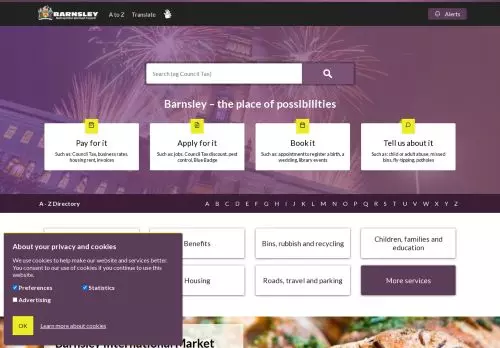 BARNSLEY
Metropolitan Borough Council
A to Z
Translate
Alerts
Search (eg Council Tax)
Barnsley – the place of possibilities
Pay for it
Such us: Council Tax, business rates,
housing rent, invoices
Apply for it
Such us: jobs, Council Tax discount, pest
control, Blue Badge
Book it
Such us: appointment to register a birth, a
wedding, library events
Tell us about it
Such us: child or adult abuse, missed
bins, fly-tipping, potholes
A - Z Directory
A B C D E F G H I J K L M N O P Q R S T U V W X Y Z
Benefits
Bins, rubbish and recycling
Children, families and
education
Housing
Roads, travel and parking
More services
About your privacy and cookies
We use cookies to help make our website and services better.
You consent to our use of cookies if you continue to use this
website.
Preferences
Statistics
Advertising
OK
Learn more about cookies
Barnsley International Market